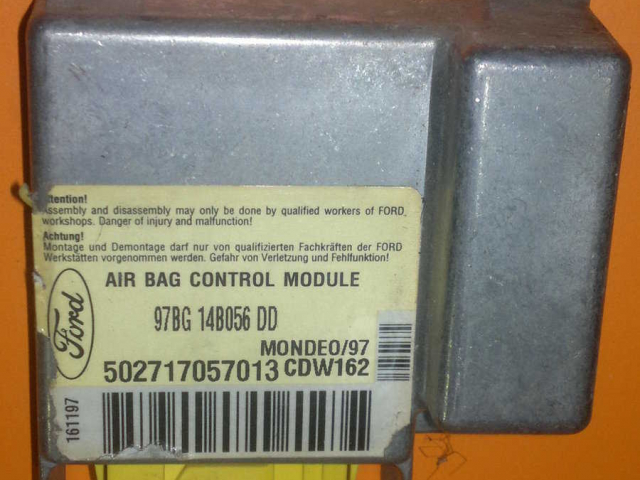 ttention!
Assembly and disassembly may only be done by qualified workers of FORD
workshops. Danger of injury and malfunction!
Achtung!
Montage und Demontage darf nur von qualifizierten Fachkräften der FORD
Werkstätten vorgenommen werden. Gefahr von Verletzung und Fehlfunktion!
AIR BAG CONTROL MODULE
Ford
97BG 14B056 DD
MONDEO/97
502717057013 CDW162
161197